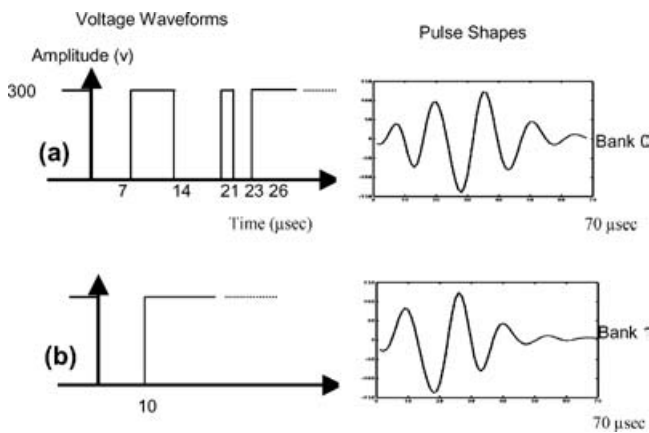 Voltage Waveforms
Pulse Shapes
Amplitude (v)
300
(a)
7 14 21 23 26
Time (μsec)
Bank 0
70 μsec
(b)
10
Bank 1
70 μsec